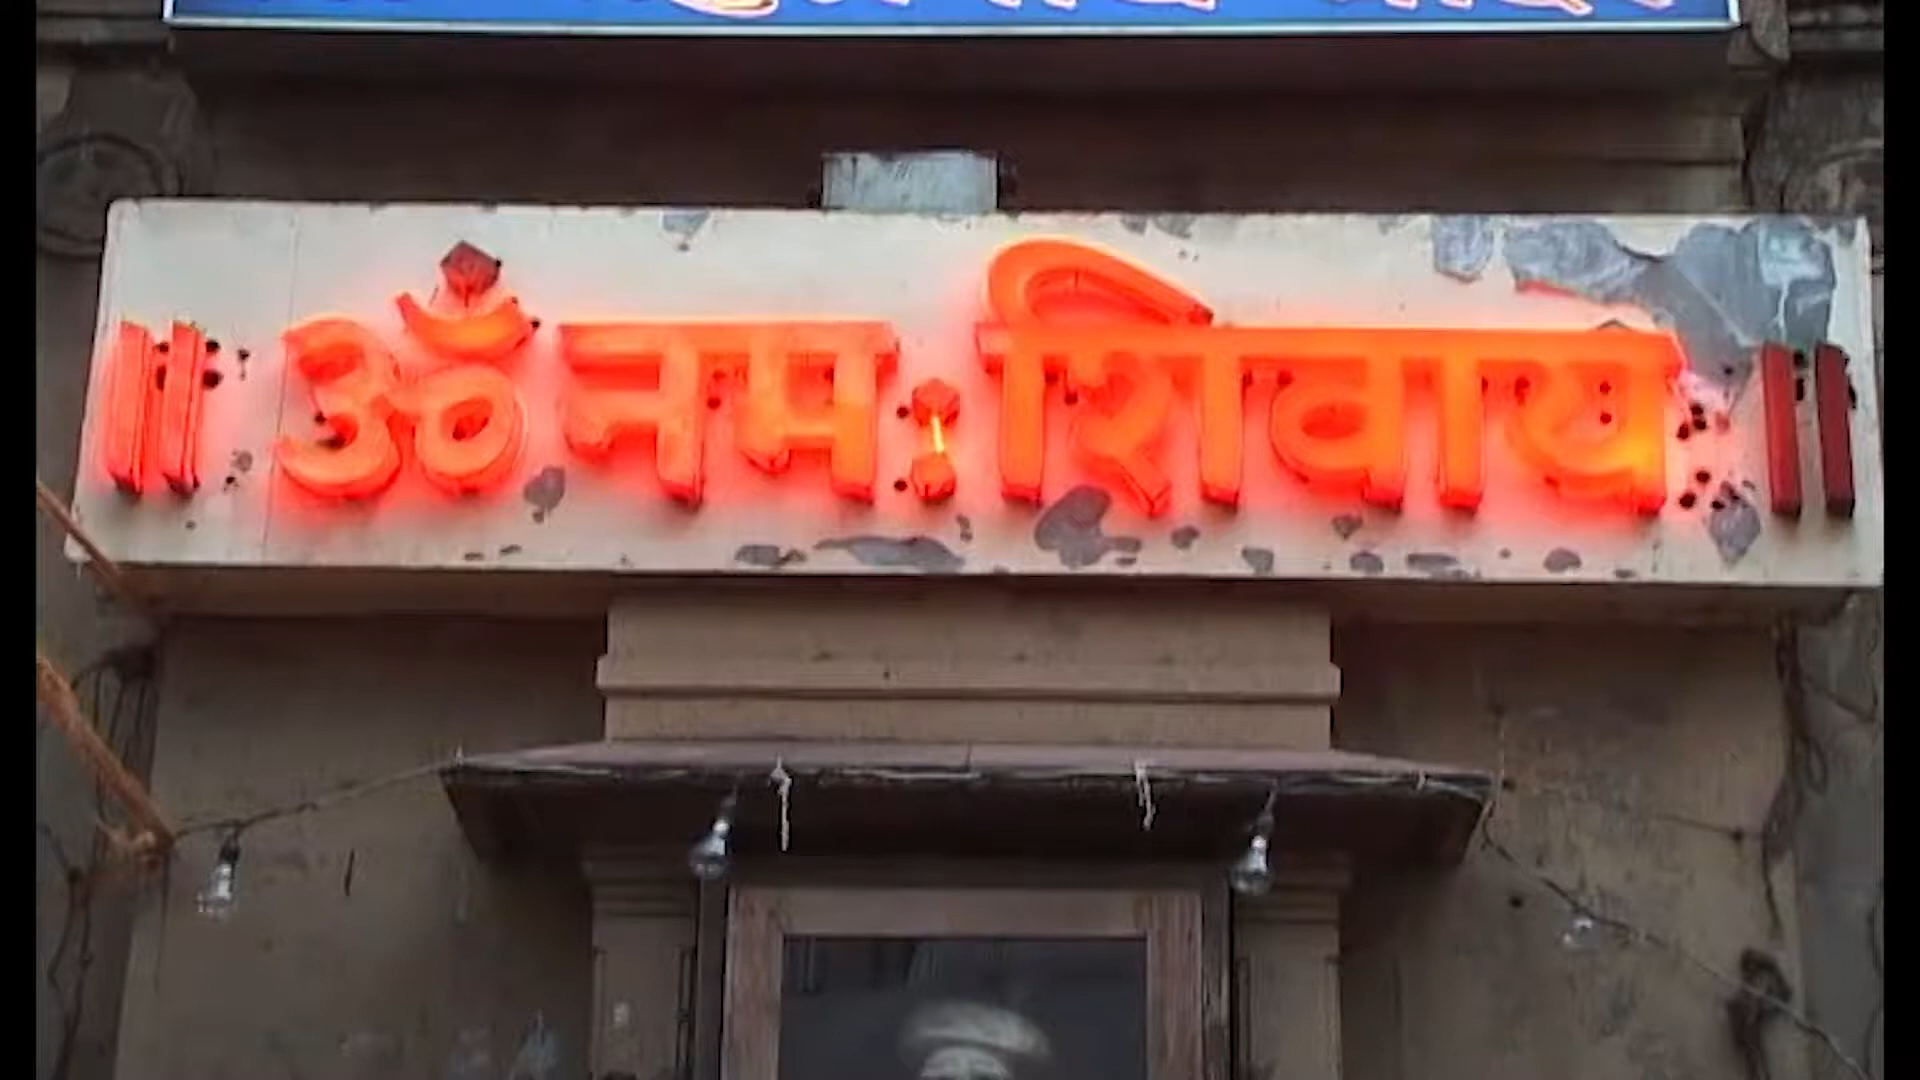 ॥ ॐ नमः शिवाय ॥